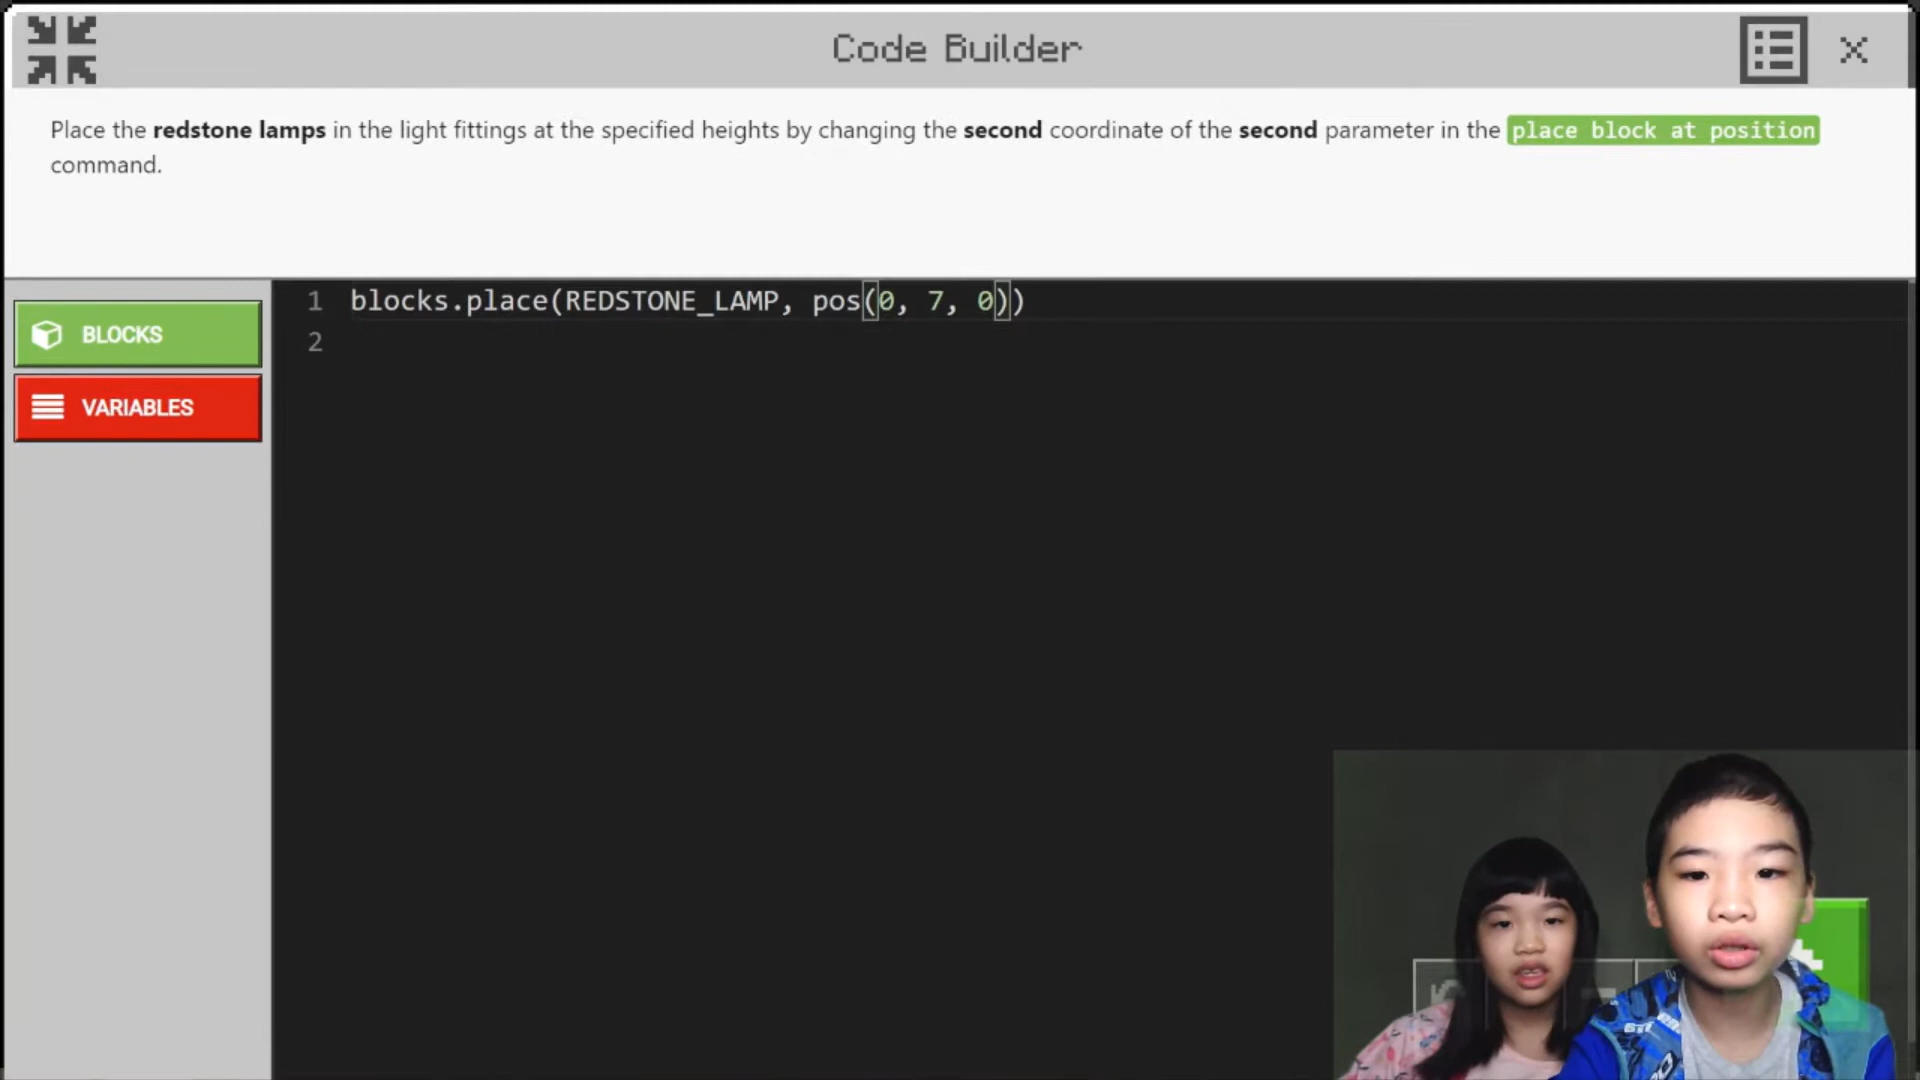 Code Builder
Place the redstone lamps in the light fittings at the specified heights by changing the second coordinate of the second parameter in the place block at position
command.
BLOCKS
VARIABLES
1 blocks.place(REDSTONE_LAMP, pos(0, 7, 0))
2